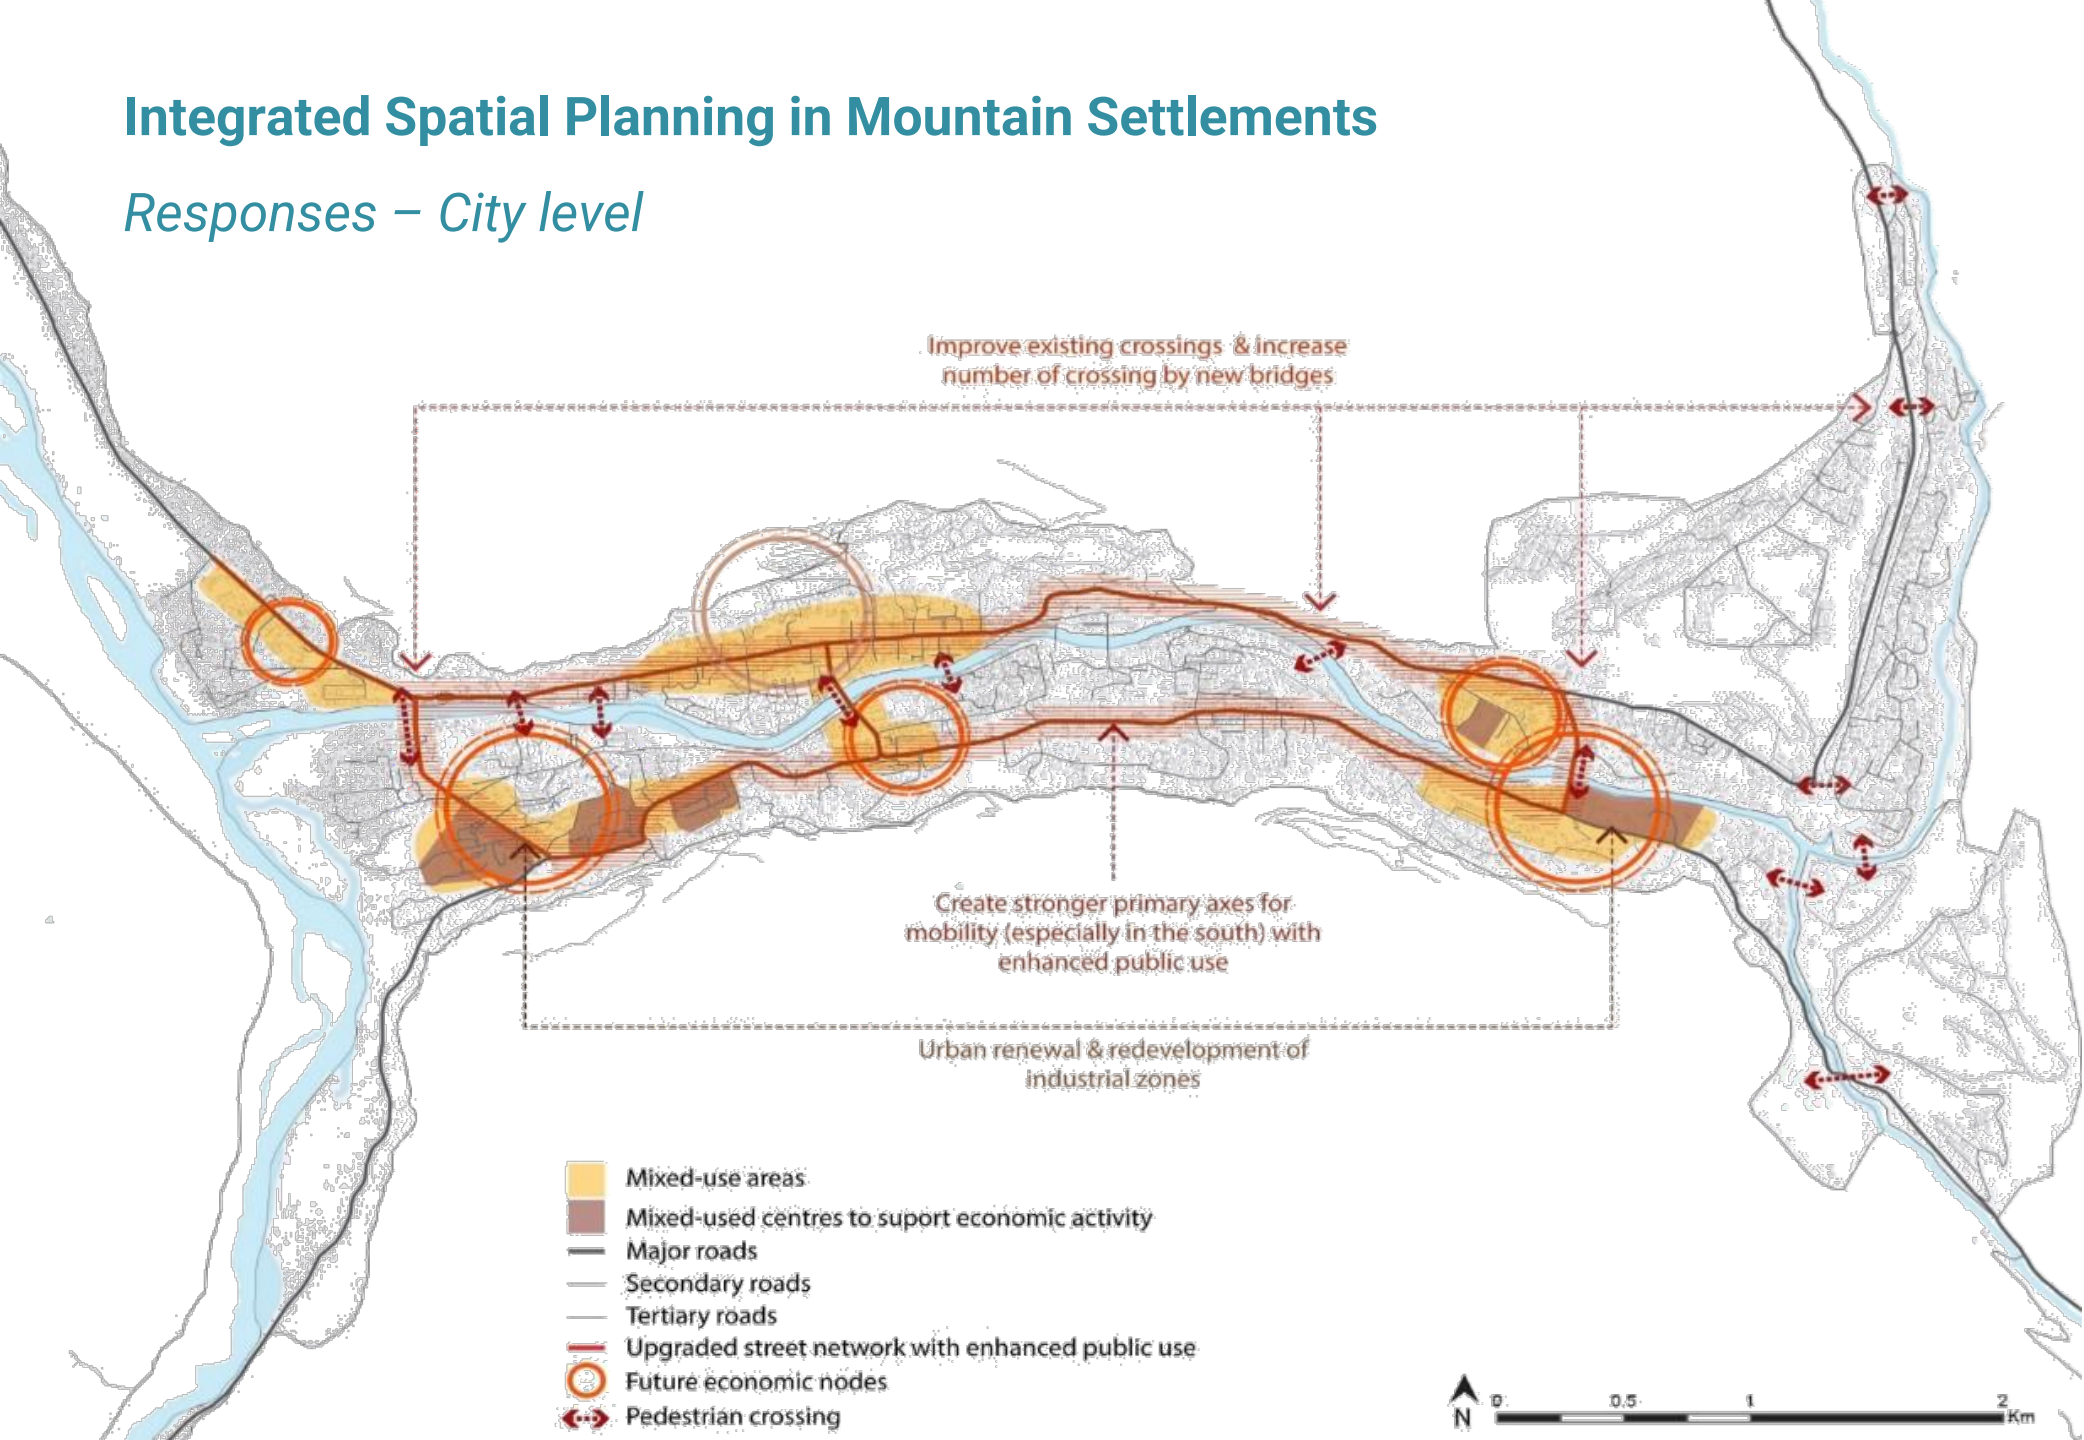 Integrated Spatial Planning in Mountain Settlements
Responses – City level
Improve existing crossings & increase
number of crossing by new bridges
Create stronger primary axes for
mobility (especially in the south) with
enhanced public use
Urban renewal & redevelopment of
industrial zones
Mixed-use areas
Mixed-used centres to suport economic activity
Major roads
Secondary roads
Tertiary roads
Upgraded street network with enhanced public use
Future economic nodes
Pedestrian crossing
N
0 0.5 1 2
Km